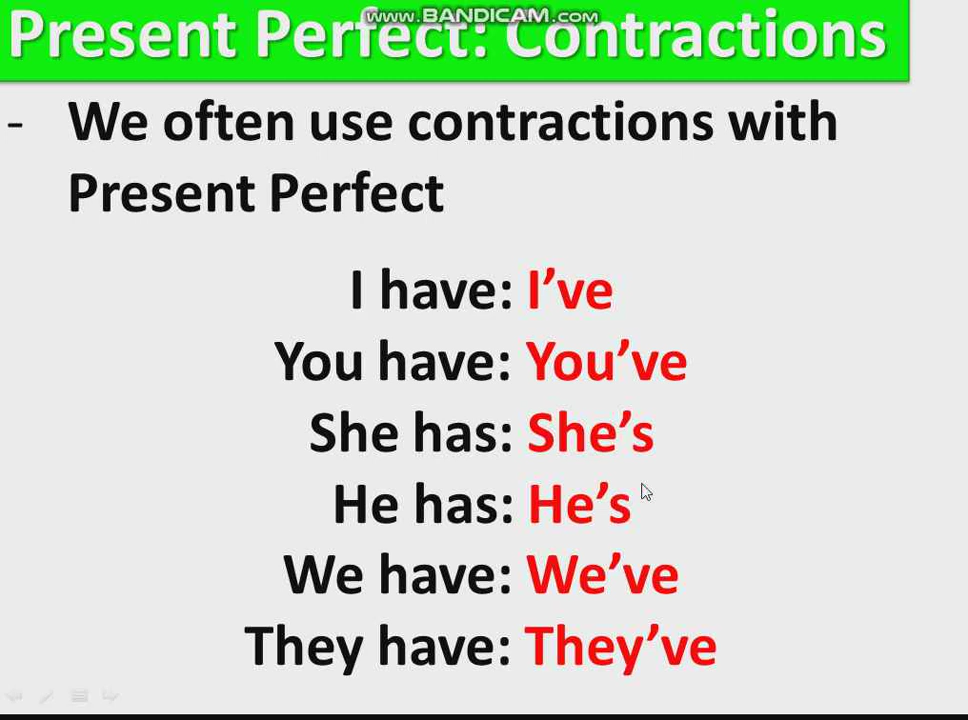 www.BANDICAM.com
Present Perfect: Contractions
- We often use contractions with
Present Perfect
I have: I’ve
You have: You’ve
She has: She’s
He has: He’s
We have: We’ve
They have: They’ve